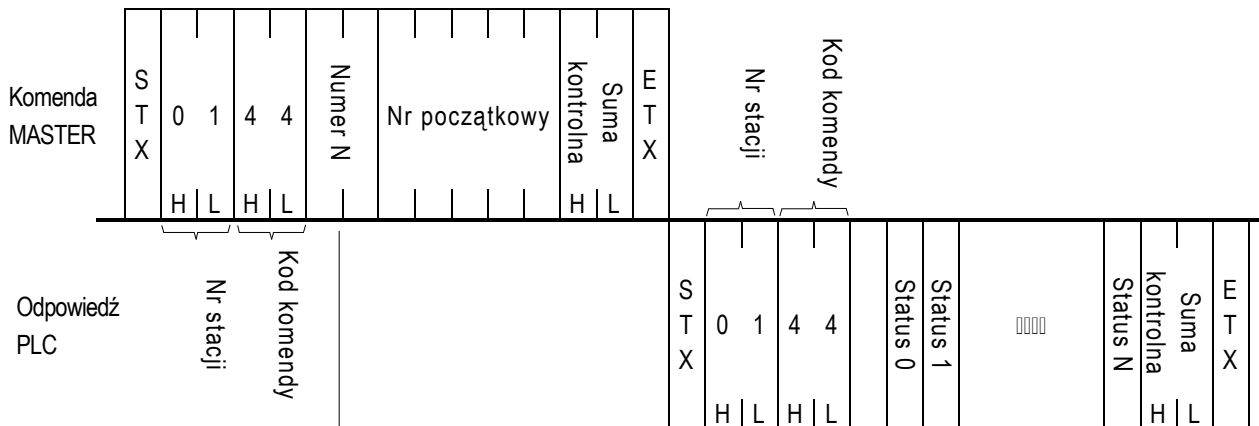 Komenda
MASTER
S
T
X
0 1
4 4
Numer N
Nr początkowy
Suma
kontrolna
E
T
X
H L
H L
H L
Nr stacji
Kod komendy
Nr stacji
Kod komendy
Odpowiedź
PLC
S
T
X
0 1
4 4
Status 0
Status 1
Status N
Suma
kontrolna
E
T
X
H L
H L
H L